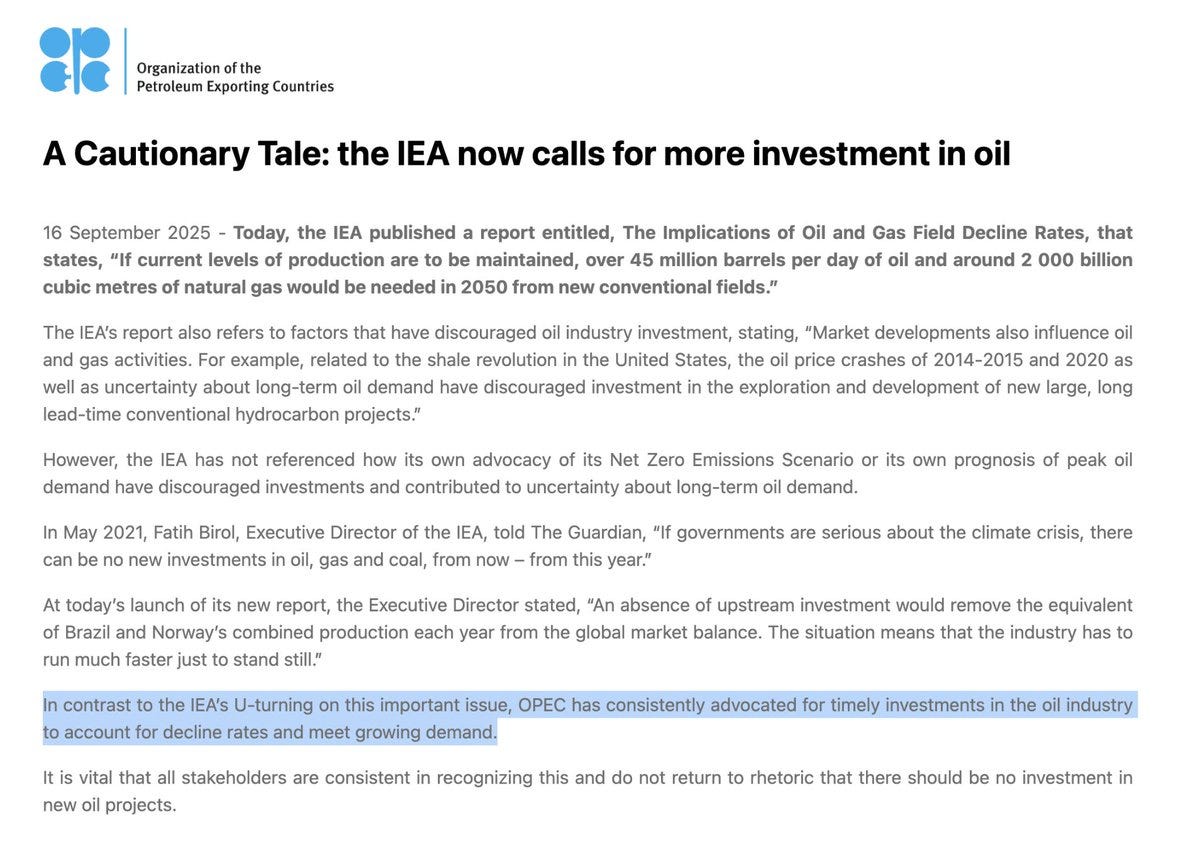 Organization of the
Petroleum Exporting Countries
A Cautionary Tale: the IEA now calls for more investment in oil
16 September 2025 - Today, the IEA published a report entitled, The Implications of Oil and Gas Field Decline Rates, that
states, “If current levels of production are to be maintained, over 45 million barrels per day of oil and around 2 000 billion
cubic metres of natural gas would be needed in 2050 from new conventional fields.”
The IEA’s report also refers to factors that have discouraged oil industry investment, stating, “Market developments also influence oil
and gas activities. For example, related to the shale revolution in the United States, the oil price crashes of 2014-2015 and 2020 as
well as uncertainty about long-term oil demand have discouraged investment in the exploration and development of new large, long
lead-time conventional hydrocarbon projects.”
However, the IEA has not referenced how its own advocacy of its Net Zero Emissions Scenario or its own prognosis of peak oil
demand have discouraged investments and contributed to uncertainty about long-term oil demand.
In May 2021, Fatih Birol, Executive Director of the IEA, told The Guardian, “If governments are serious about the climate crisis, there
can be no new investments in oil, gas and coal, from now – from this year.”
At today’s launch of its new report, the Executive Director stated, “An absence of upstream investment would remove the equivalent
of Brazil and Norway’s combined production each year from the global market balance. The situation means that the industry has to
run much faster just to stand still.”
In contrast to the IEA’s U-turning on this important issue, OPEC has consistently advocated for timely investments in the oil industry
to account for decline rates and meet growing demand.
It is vital that all stakeholders are consistent in recognizing this and do not return to rhetoric that there should be no investment in
new oil projects.